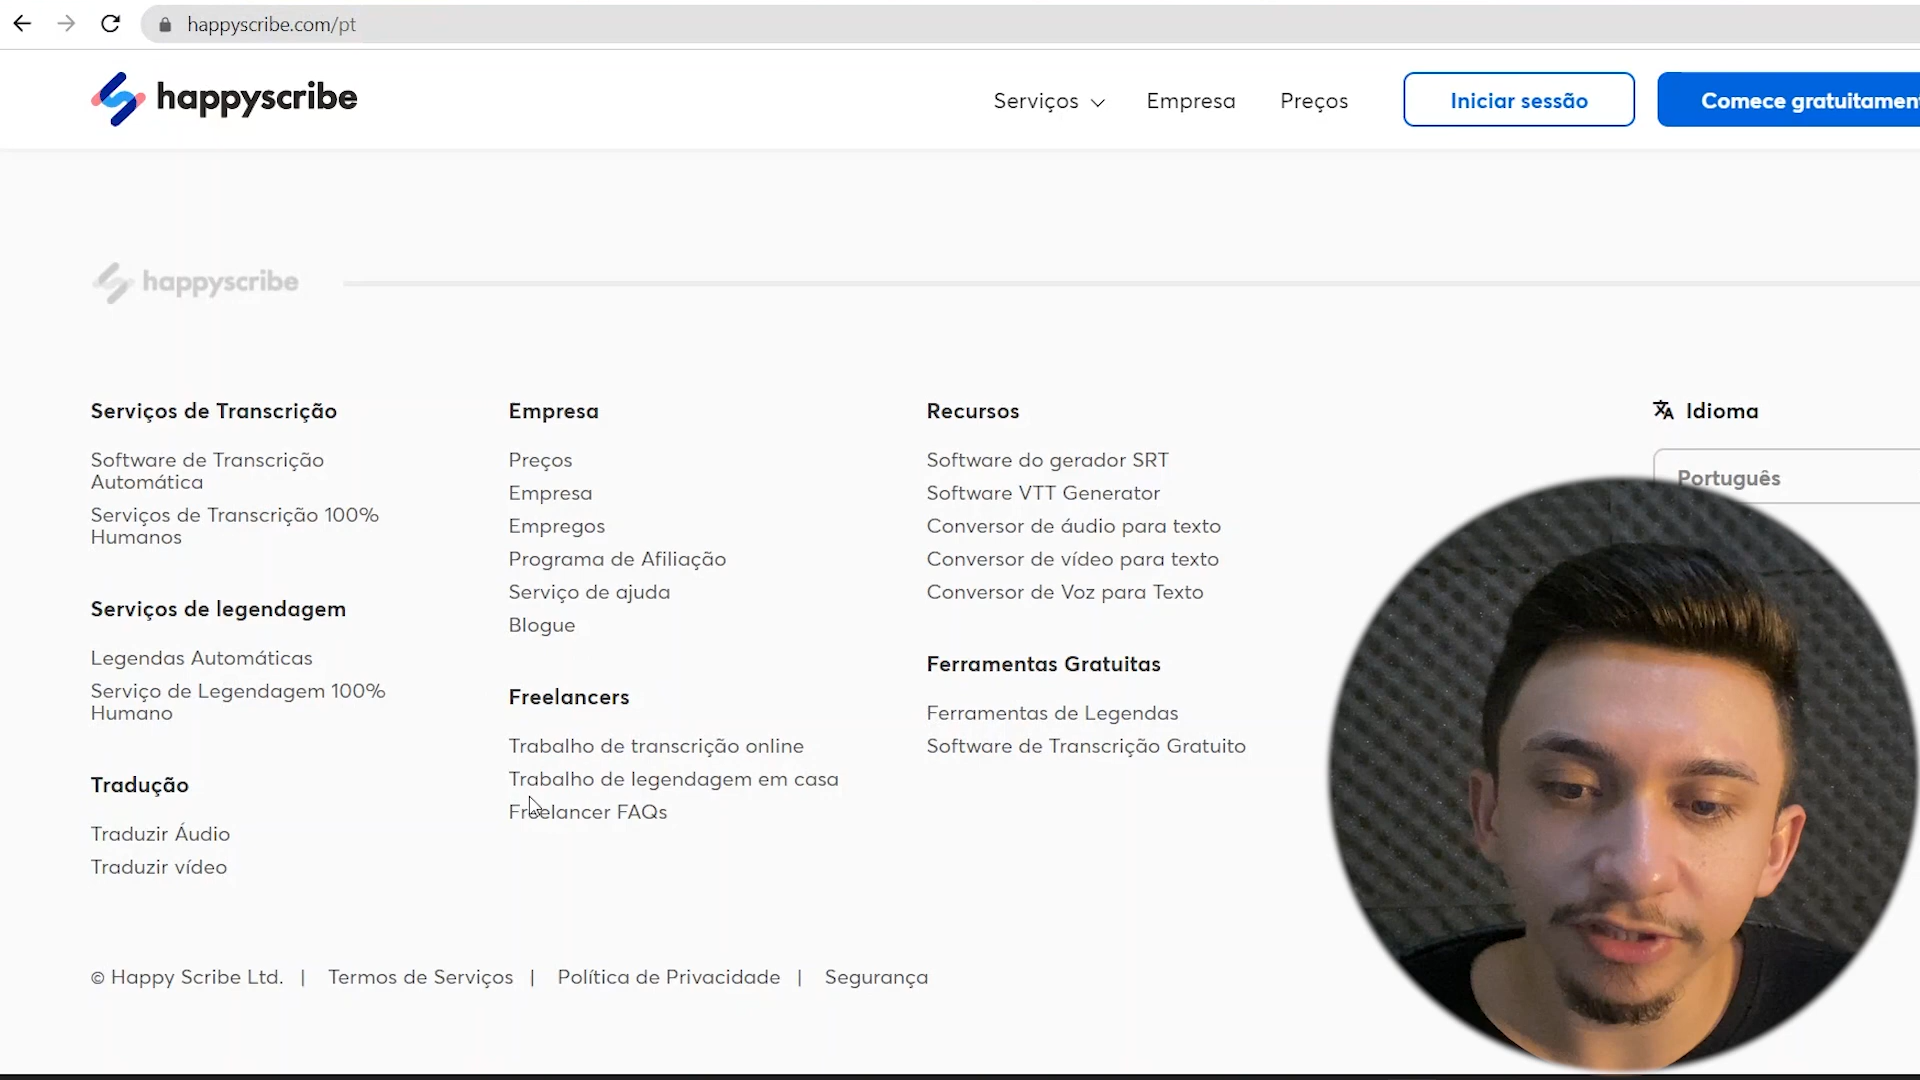 happyscribe.com/pt
happyscribe
Serviços
Empresa
Preços
Iniciar sessão
Comece gratuitamen
happyscribe
Serviços de Transcrição
Software de Transcrição
Automática
Serviços de Transcrição 100%
Humanos
Serviços de legendagem
Legendas Automáticas
Serviço de Legendagem 100%
Humano
Tradução
Traduzir Áudio
Traduzir vídeo
Empresa
Preços
Empresa
Empregos
Programa de Afiliação
Serviço de ajuda
Blogue
Freelancers
Trabalho de transcrição online
Trabalho de legendagem em casa
Freelancer FAQs
Recursos
Software do gerador SRT
Software VTT Generator
Conversor de áudio para texto
Conversor de vídeo para texto
Conversor de Voz para Texto
Ferramentas Gratuitas
Ferramentas de Legendas
Software de Transcrição Gratuito
Idioma
Português
© Happy Scribe Ltd. | Termos de Serviços | Política de Privacidade | Segurança